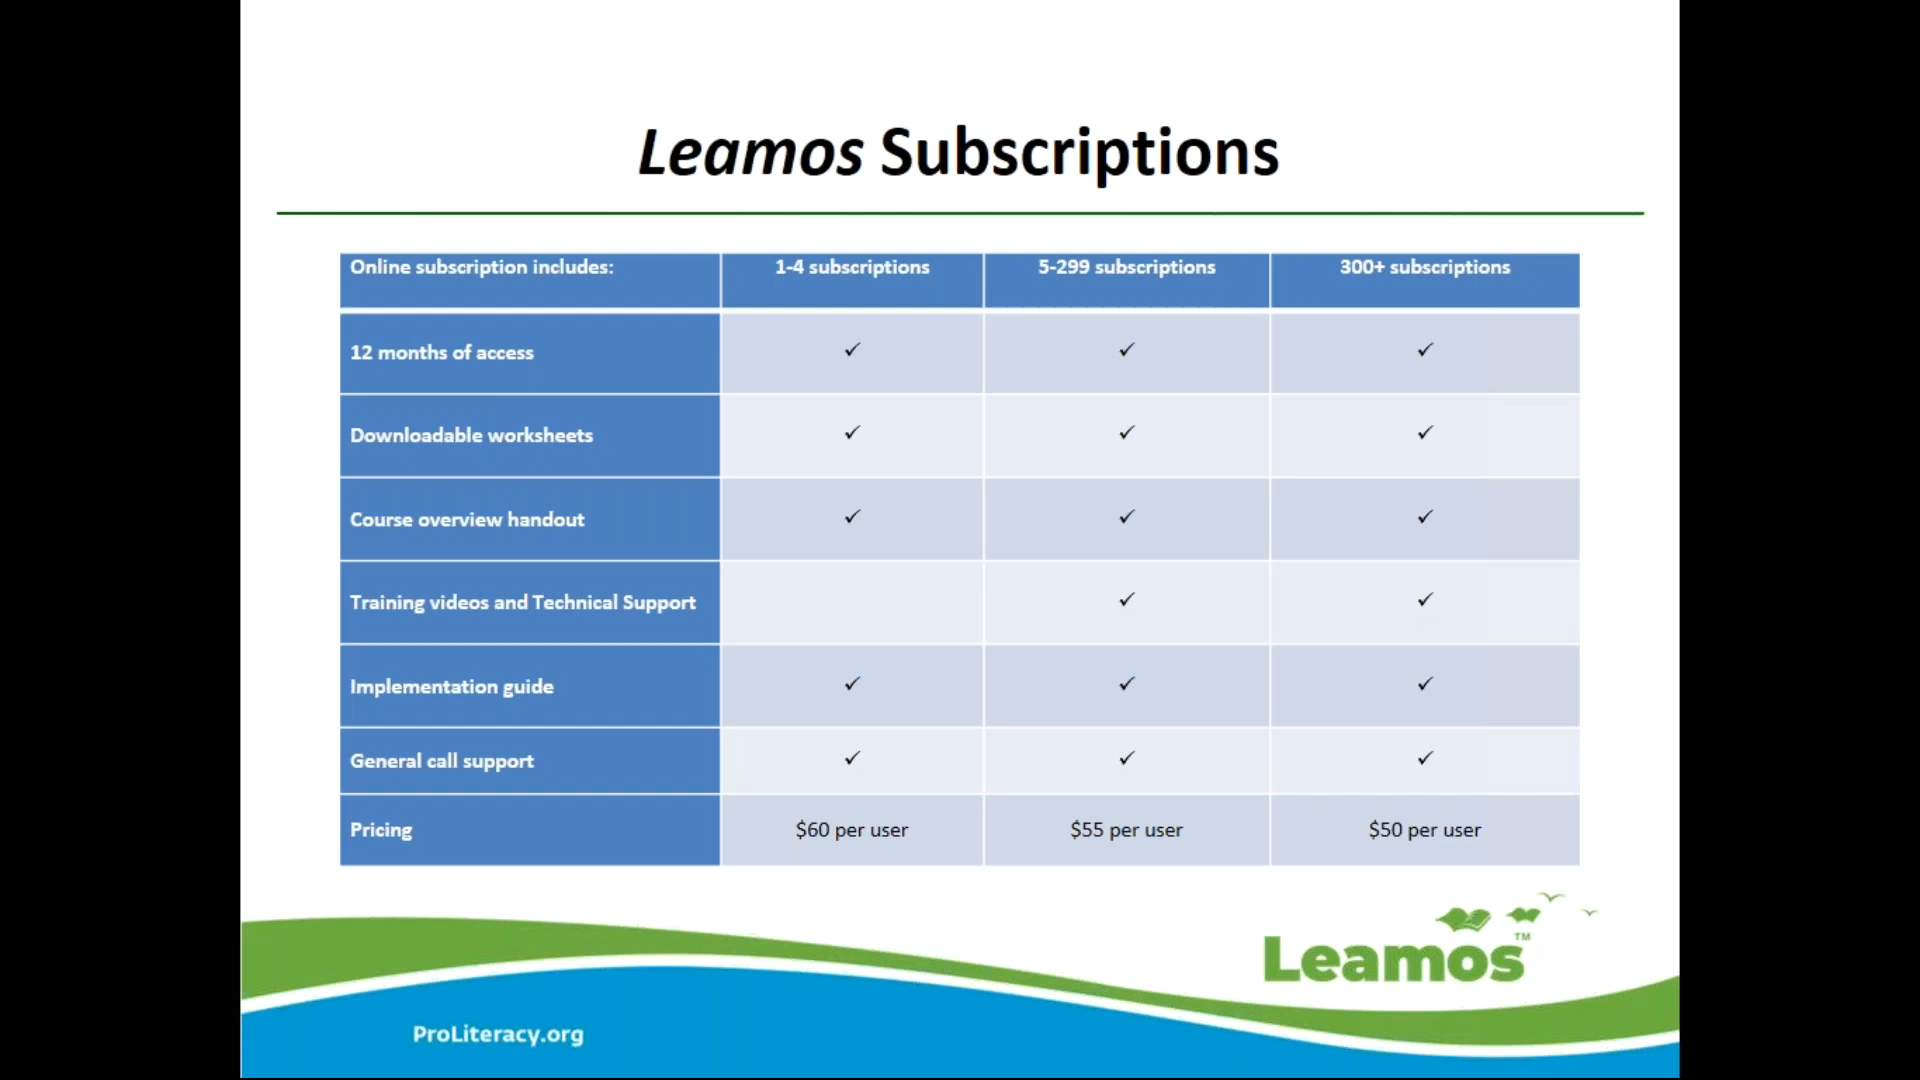 Leamos Subscriptions
Online subscription includes: 1-4 subscriptions 5-299 subscriptions 300+ subscriptions
12 months of access ✓ ✓ ✓
Downloadable worksheets ✓ ✓ ✓
Course overview handout ✓ ✓ ✓
Training videos and Technical Support ✓ ✓
Implementation guide ✓ ✓ ✓
General call support ✓ ✓ ✓
Pricing $60 per user $55 per user $50 per user
Leamos™
ProLiteracy.org